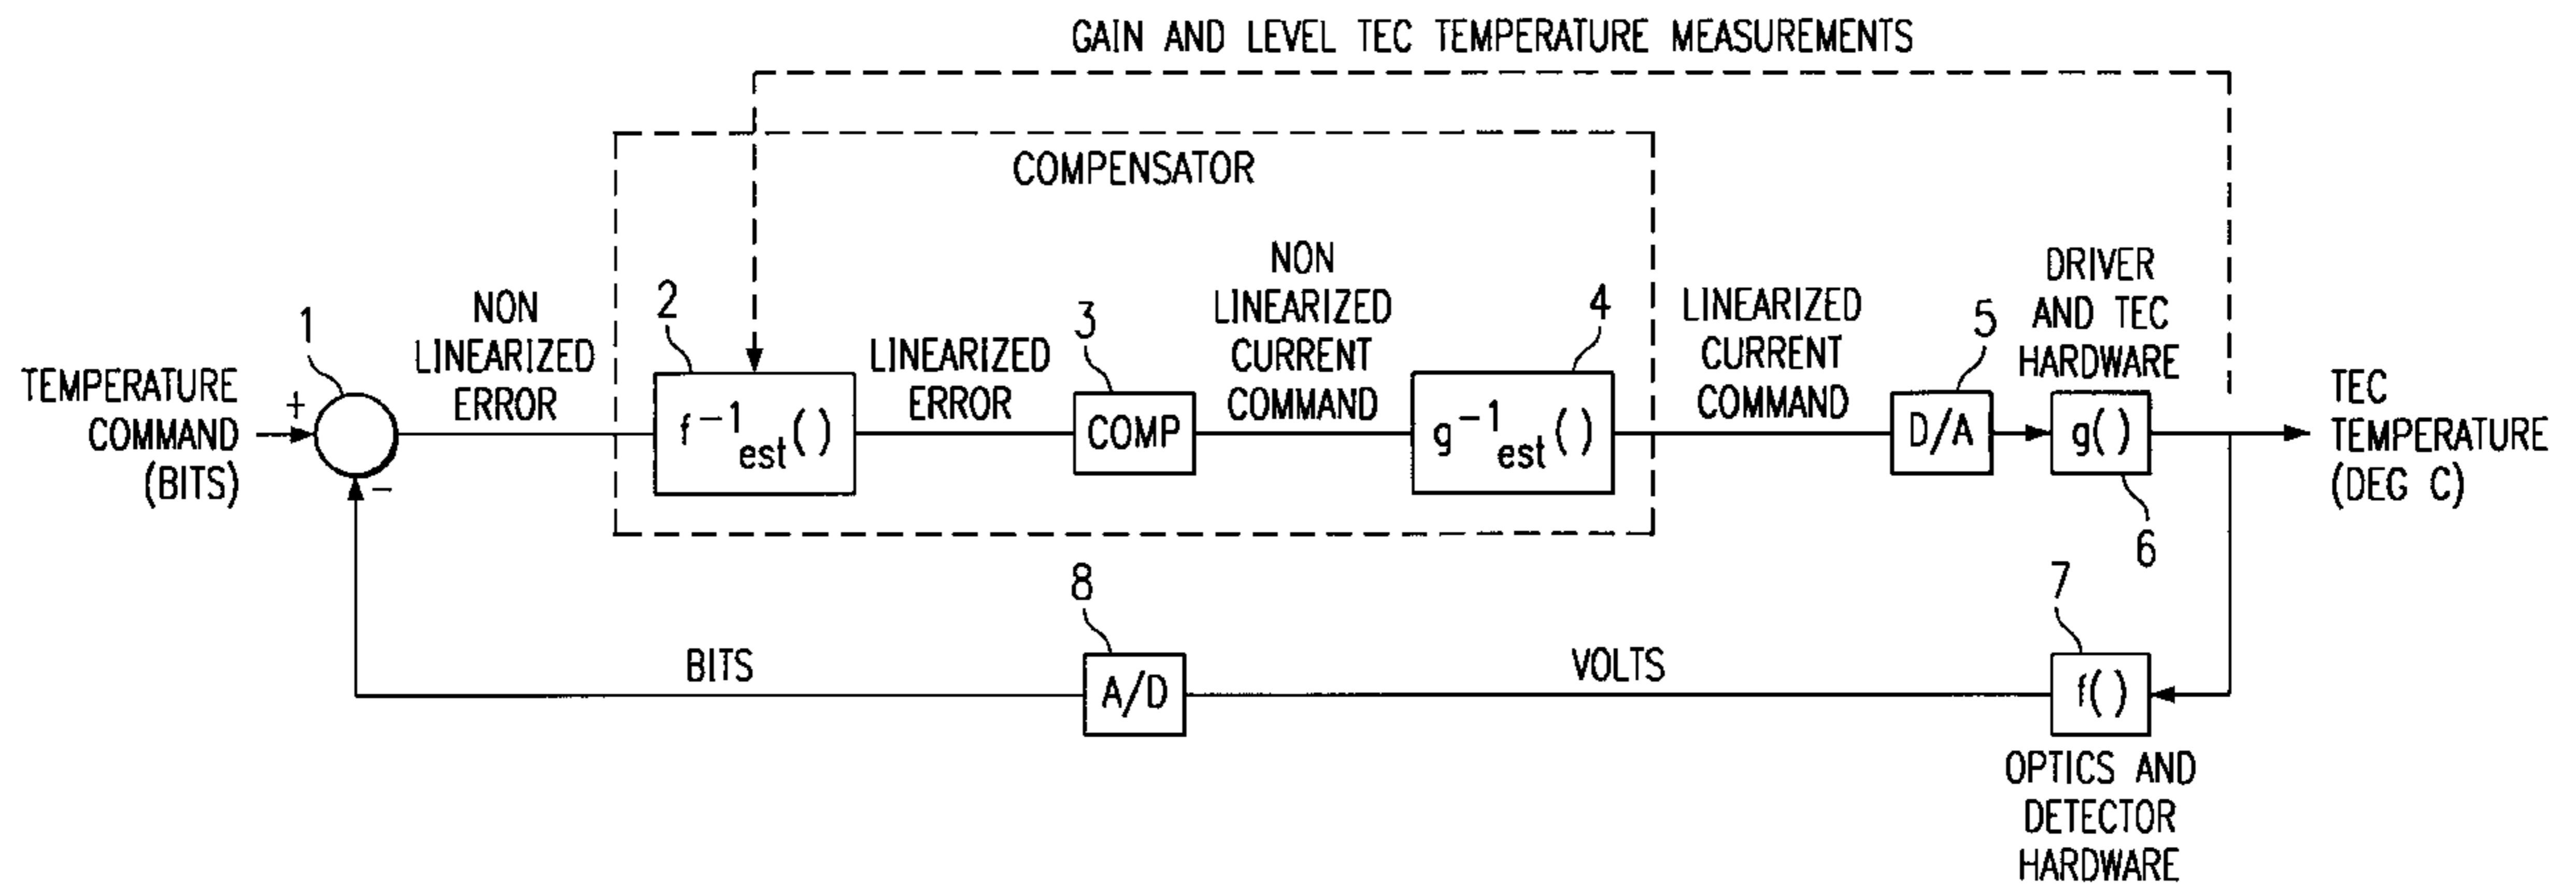 GAIN AND LEVEL TEC TEMPERATURE MEASUREMENTS
COMPENSATOR
TEMPERATURE
COMMAND
(BITS)
+
-
1
NON
LINEARIZED
ERROR
2
f⁻¹est()
LINEARIZED
ERROR
3
COMP
NON
LINEARIZED
CURRENT
COMMAND
4
g⁻¹est()
LINEARIZED
CURRENT
COMMAND
5
D/A
DRIVER
AND TEC
HARDWARE
g()
6
TEC
TEMPERATURE
(DEG C)
BITS
8
A/D
VOLTS
7
f()
OPTICS AND
DETECTOR
HARDWARE